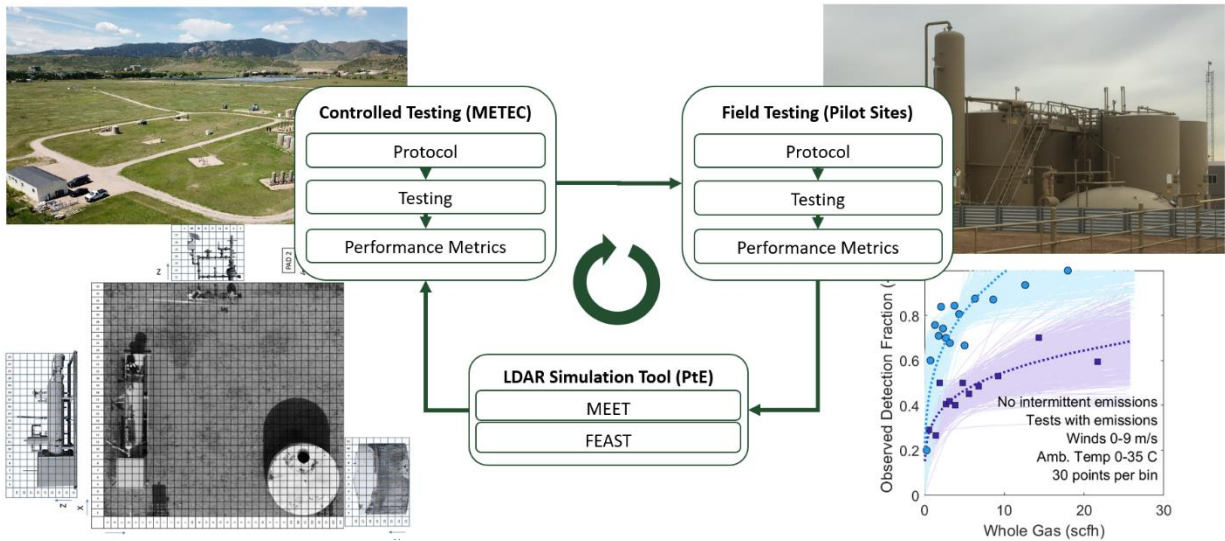 Controlled Testing (METEC)
Protocol
Testing
Performance Metrics
Field Testing (Pilot Sites)
Protocol
Testing
Performance Metrics
LDAR Simulation Tool (PtE)
MEET
FEAST
PAD 2
Z
Z
X
Observed Detection Fraction (-
0.8
0.6
0.4
0.2
0
No intermittent emissions
Tests with emissions
Winds 0-9 m/s
Amb. Temp 0-35 C
30 points per bin
0
10
20
30
Whole Gas (scfh)